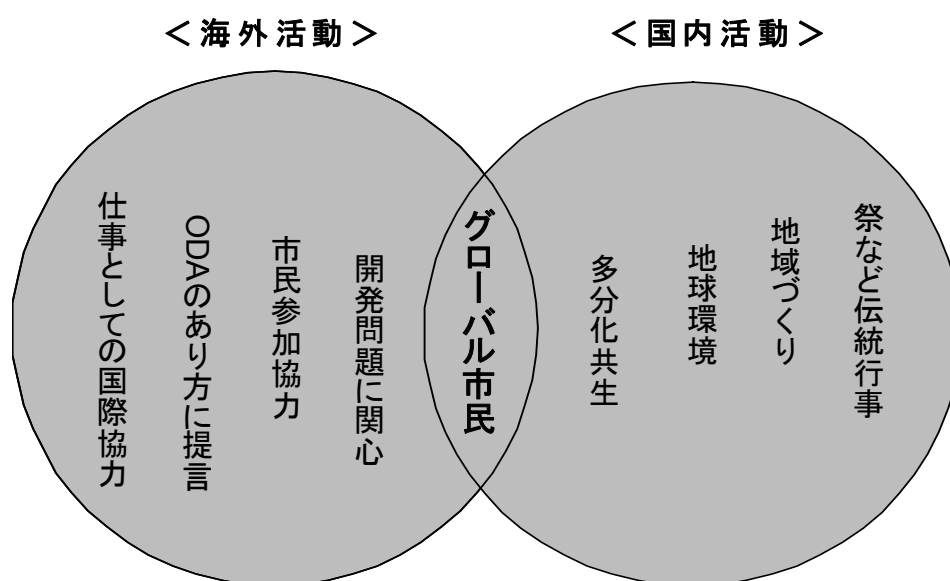 ＜海外活動＞
＜国内活動＞
仕事としての国際協力
ODAのあり方に提言
市民参加協力
開発問題に関心
グローバル市民
多分化共生
地球環境
地域づくり
祭など伝統行事